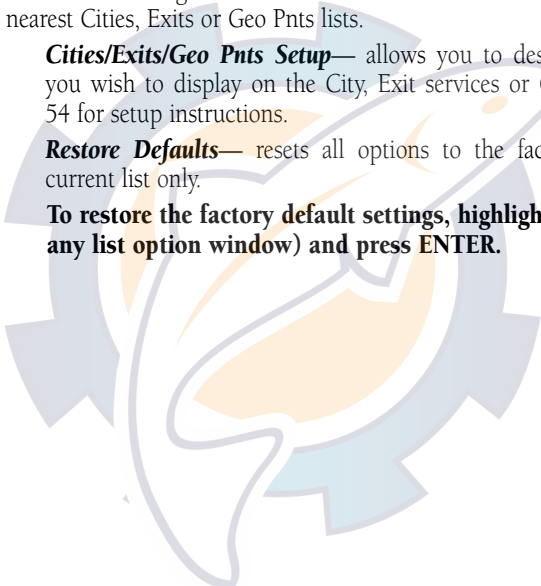 nearest Cities, Exits or Geo Pnts lists.
Cities/Exits/Geo Pnts Setup— allows you to des
you wish to display on the City, Exit services or
54 for setup instructions.
Restore Defaults— resets all options to the fac
current list only.
To restore the factory default settings, highligh
any list option window) and press ENTER.